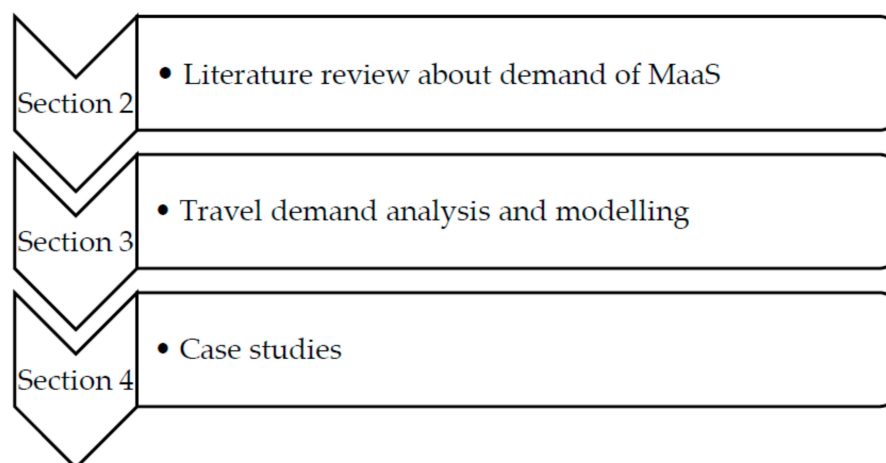 Section 2
• Literature review about demand of MaaS
Section 3
• Travel demand analysis and modelling
Section 4
• Case studies